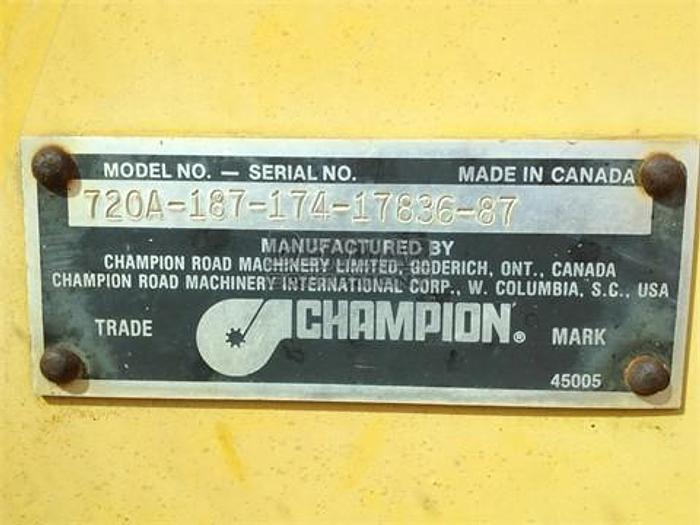 MODEL NO. — SERIAL NO. MADE IN CANADA
720A-187-174-17836-87
MANUFACTURED BY
CHAMPION ROAD MACHINERY LIMITED, GODERICH, ONT., CANADA
CHAMPION ROAD MACHINERY INTERNATIONAL CORP., W. COLUMBIA, S.C., USA
TRADE CHAMPION® MARK
45005